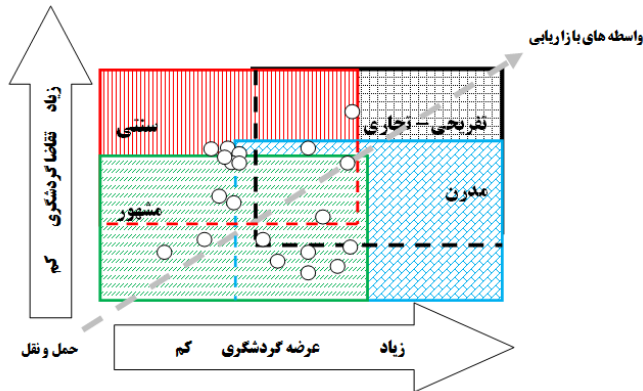 واسطه های بازاریابی
سنتی
تفریحی – تجاری
مشهور
مدرن
زیاد
تقاضا گردشگری
کم
حمل و نقل
کم
عرضه گردشگری
زیاد